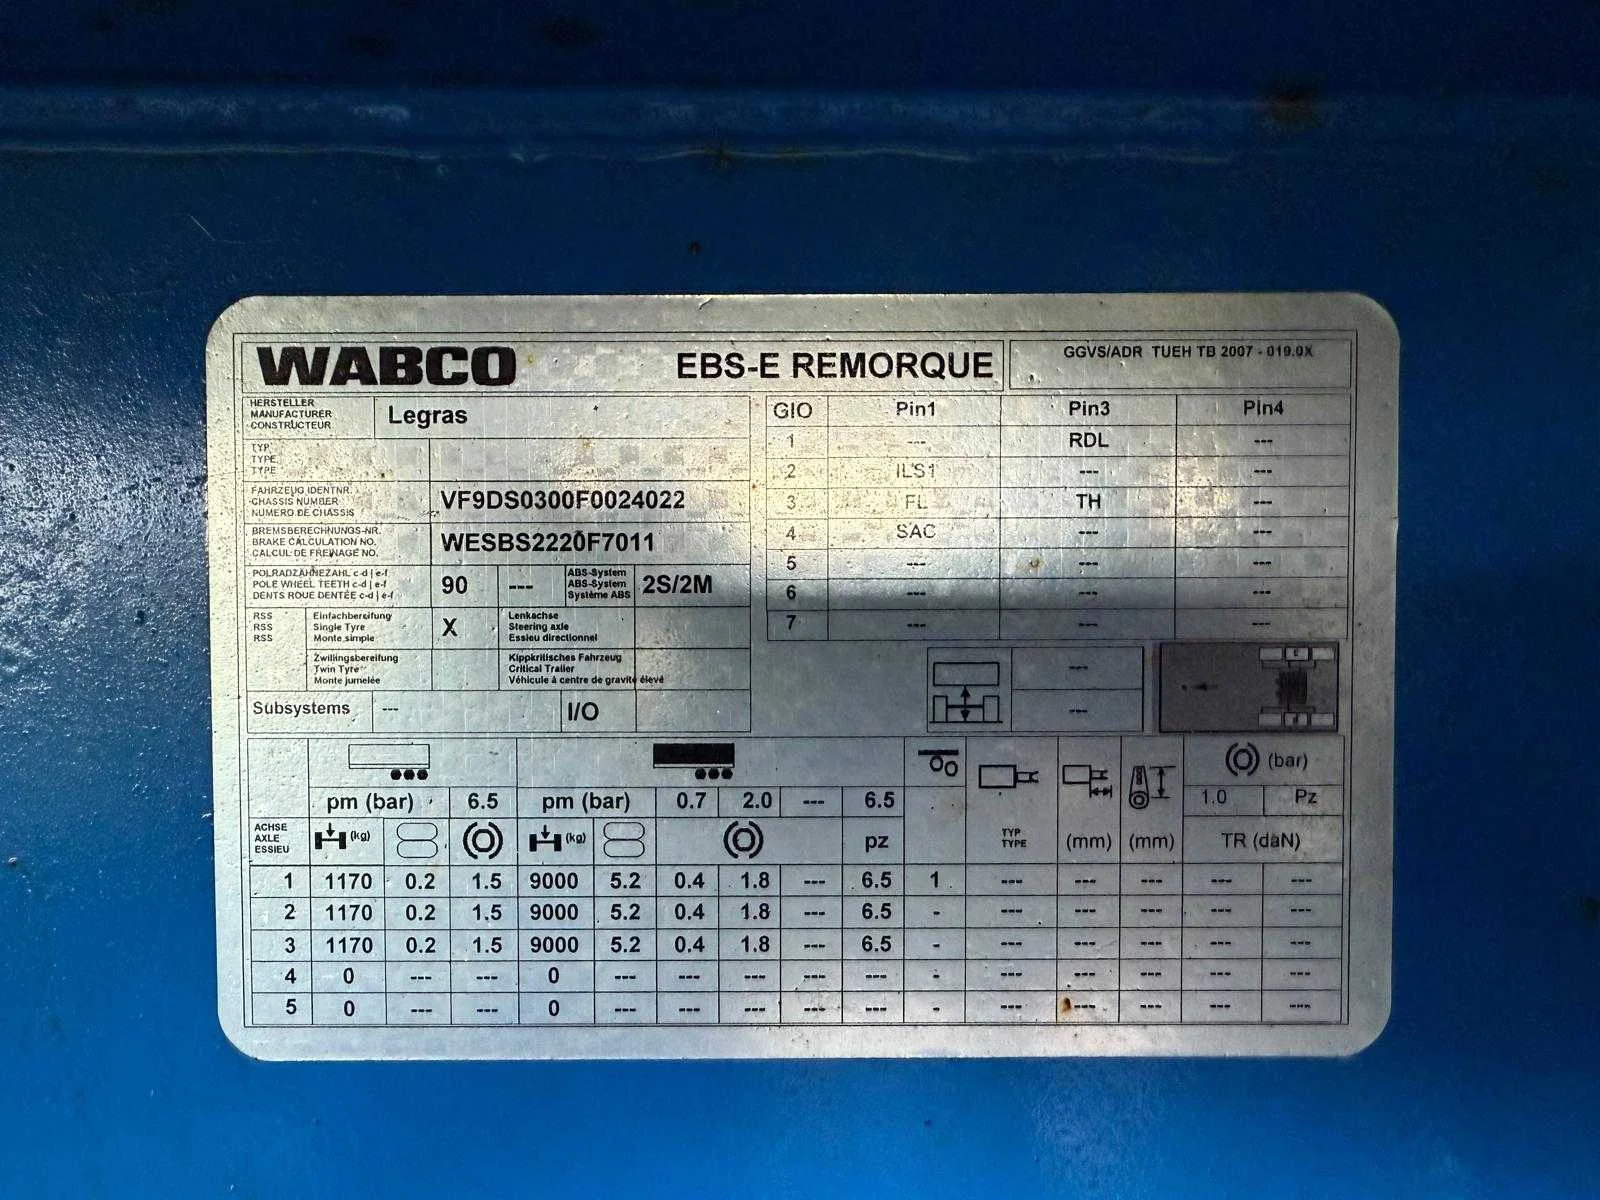 WABCO EBS-E REMORQUE GGVS/ADR TUEH TB 2007 - 019.0X
HERSTELLER
MANUFACTURER
CONSTRUCTEUR
Legras
TYP
TYPE
TYPE
FAHRZEUG IDENTNR.
CHASSIS NUMBER
NUMERO DE CHASSIS
VF9DS0300F0024022
BREMSBERECHNUNGS-NR.
BRAKE CALCULATION NO.
CALCUL DE FREINAGE NO.
WESBS2220F7011
POLRADZAHNEZAHL c-d | e-f
POLE WHEEL TEETH c-d | e-f
DENTS ROUE DENTÉE c-d | e-f
90 ---
ABS-System
ABS-System
Système ABS
2S/2M
RSS Einfachbereifung
RSS Single Tyre
RSS Monte simple
X
Lenkachse
Steering axle
Essieu directionnel
Zwillingsbereifung
Twin Tyre
Monte jumelée
Kippkritisches Fahrzeug
Critical Trailer
Véhicule à centre de gravité élevé
Subsystems --- I/O
GIO Pin1 Pin3 Pin4
1 --- RDL ---
2 ILS1 --- ---
3 FL TH ---
4 SAC --- ---
5 --- --- ---
6 --- --- ---
7 --- --- ---
---
---
pm (bar) 6.5 pm (bar) 0.7 2.0 --- 6.5
(bar)
1.0 Pz
ACHSE
AXLE
ESSIEU
(kg) (kg) pz
TYP
TYPE
(mm) (mm) TR (daN)
1 1170 0.2 1.5 9000 5.2 0.4 1.8 --- 6.5 1 --- --- --- --- ---
2 1170 0.2 1.5 9000 5.2 0.4 1.8 --- 6.5 - --- --- --- --- ---
3 1170 0.2 1.5 9000 5.2 0.4 1.8 --- 6.5 - --- --- --- --- ---
4 0 --- --- 0 --- --- --- --- --- - --- --- --- --- ---
5 0 --- --- 0 --- --- --- --- --- - --- --- --- --- ---